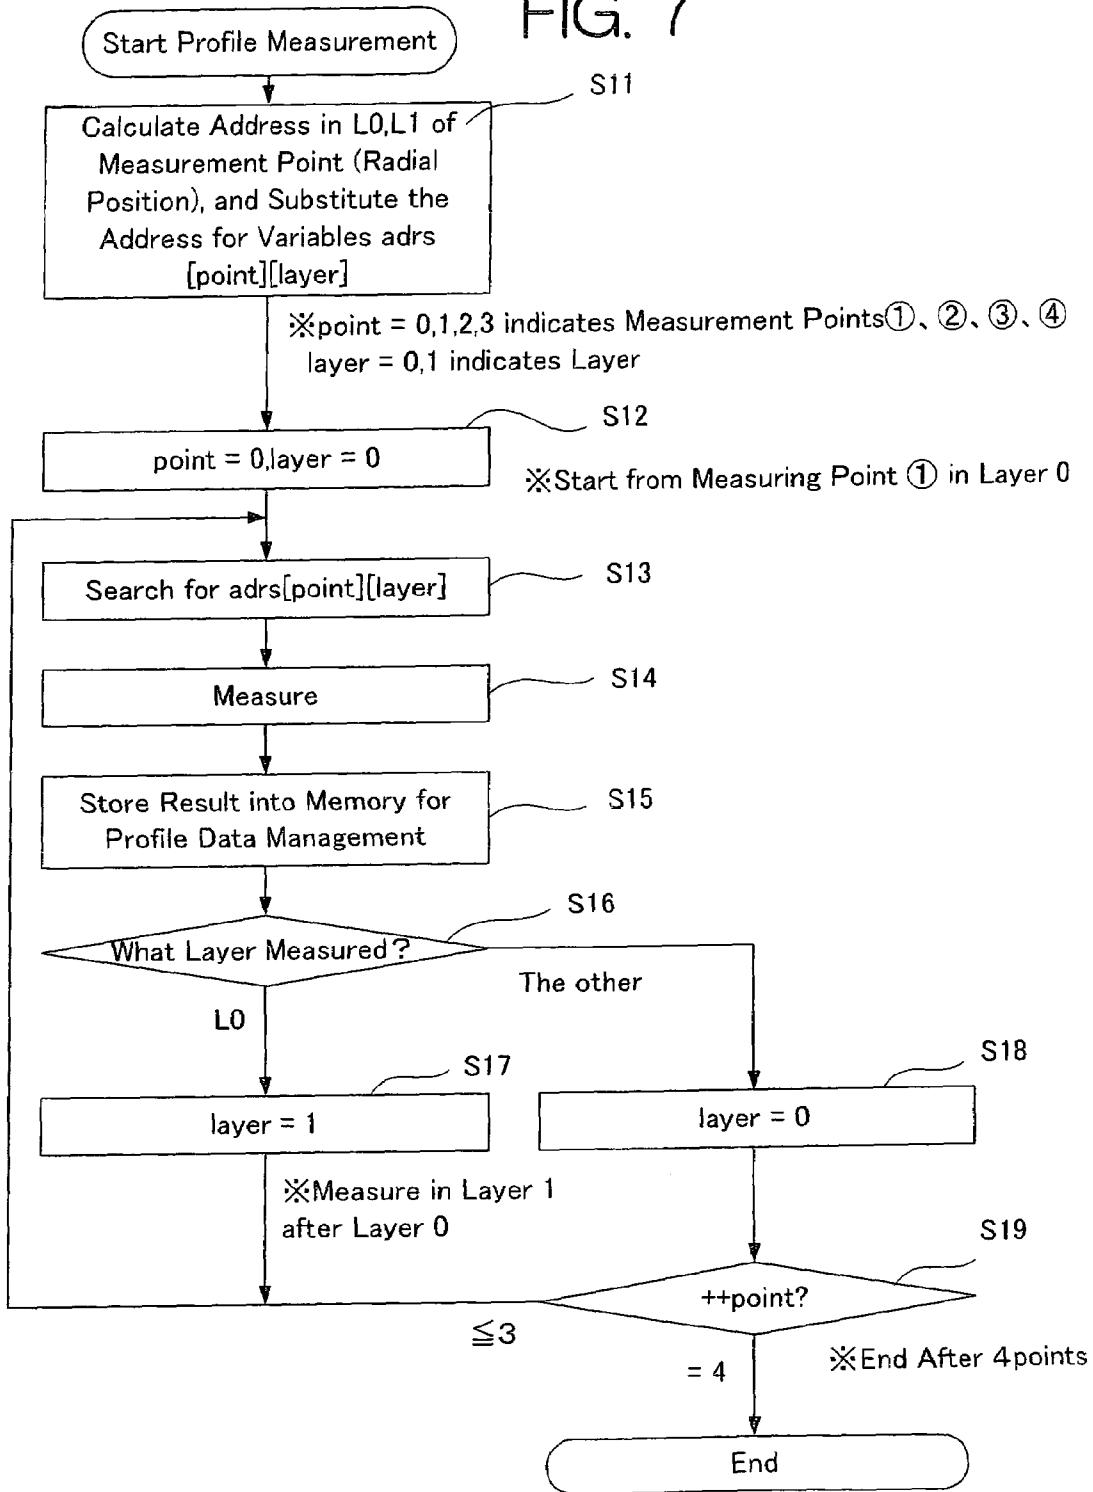 FIG. 7
Start Profile Measurement
S11
Calculate Address in L0,L1 of
Measurement Point (Radial
Position), and Substitute the
Address for Variables adrs
[point][layer]
※point = 0,1,2,3 indicates Measurement Points①、②、③、④
layer = 0,1 indicates Layer
S12
point = 0,layer = 0
※Start from Measuring Point ① in Layer 0
S13
Search for adrs[point][layer]
S14
Measure
S15
Store Result into Memory for
Profile Data Management
S16
What Layer Measured?
The other
L0
S17
layer = 1
S18
layer = 0
※Measure in Layer 1
after Layer 0
S19
++point?
≦3
※End After 4points
= 4
End